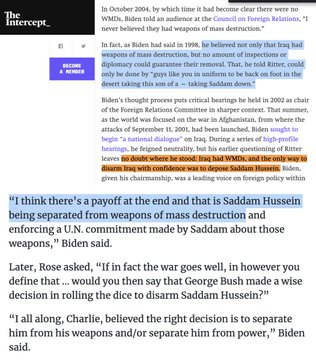 The
Intercept_
BECOME
A MEMBER
In October 2004, by which time it had become clear there were no
WMDs, Biden told an audience at the Council on Foreign Relations, “I
never believed they had weapons of mass destruction.”
In fact, as Biden had said in 1998, he believed not only that Iraq had
weapons of mass destruction, but no amount of inspections or
diplomacy could guarantee their removal. That, he told Ritter, could
only be done by “guys like you in uniform to be back on foot in the
desert taking this son of a — taking Saddam down.”
Biden’s thought process puts critical hearings he held in 2002 as chair
of the Foreign Relations Committee in sharper context. That summer,
as the world was focused on the war in Afghanistan, from where the
attacks of September 11, 2001, had been launched, Biden sought to
begin “a national dialogue” on Iraq. During a series of high-profile
hearings, he feigned neutrality, but his earlier questioning of Ritter
leaves no doubt where he stood: Iraq had WMDs, and the only way to
disarm Iraq with confidence was to depose Saddam Hussein. Biden,
given his chairmanship, was a leading voice on foreign policy within
“I think there’s a payoff at the end and that is Saddam Hussein
being separated from weapons of mass destruction and
enforcing a U.N. commitment made by Saddam about those
weapons,” Biden said.
Later, Rose asked, “If in fact the war goes well, in however you
define that … would you then say that George Bush made a wise
decision in rolling the dice to disarm Saddam Hussein?”
“I all along, Charlie, believed the right decision is to separate
him from his weapons and/or separate him from power,” Biden
said.